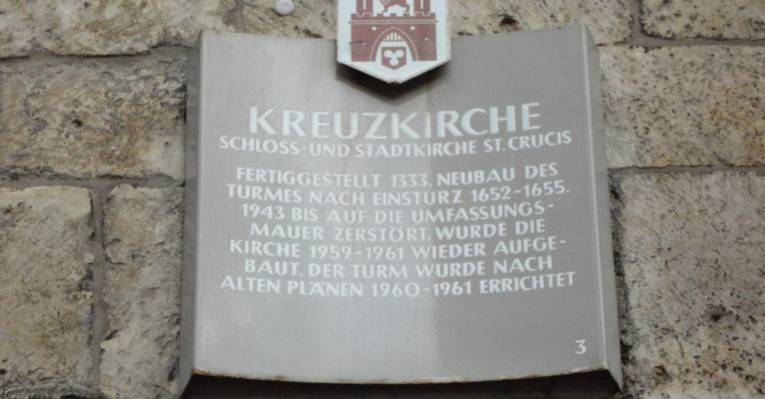 KREUZKIRCHE
SCHLOSS-UND STADTKIRCHE ST. CRUCIS
FERTIGGESTELLT 1333. NEUBAU DES
TURMES NACH EINSTURZ 1652-1655.
1943 BIS AUF DIE UMFASSUNGS-
MAUER ZERSTÖRT, WURDE DIE
KIRCHE 1959-1961 WIEDER AUFGE-
BAUT. DER TURM WURDE NACH
ALTEN PLÄNEN 1960-1961 ERRICHTET
3